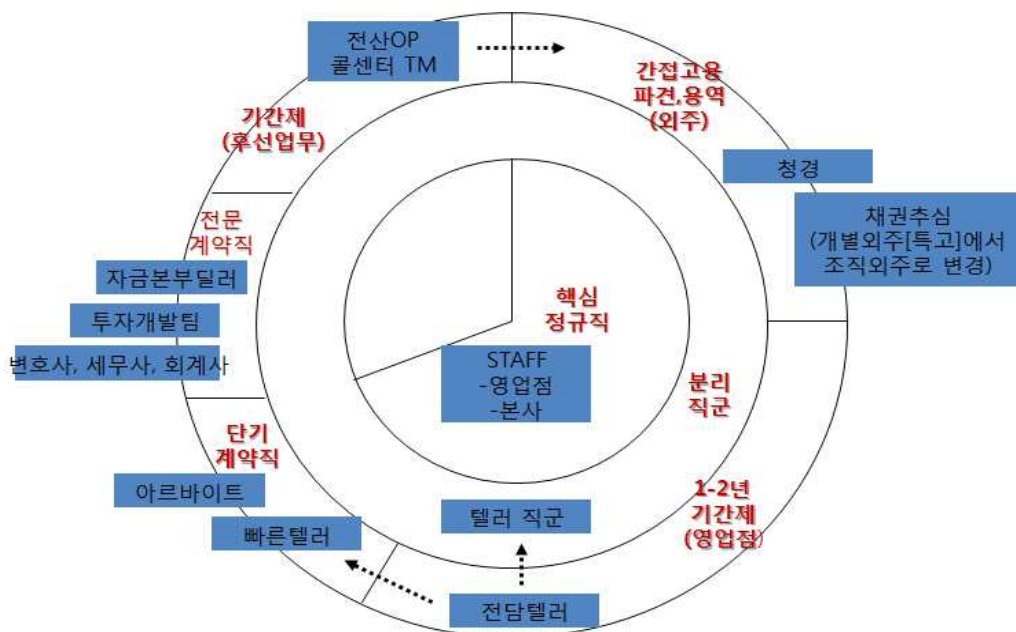 전산OP
콜센터 TM
간접고용
파견,용역
(외주)
기간제
(후선업무)
청경
채권추심
(개별외주[특고]에서
조직외주로 변경)
전문
계약직
자금본부딜러
투자개발팀
변호사, 세무사, 회계사
핵심
정규직
STAFF
-영업점
-본사
분리
직군
단기
계약직
아르바이트
빠른텔러
텔러 직군
1-2년
기간제
(영업점)
전담텔러